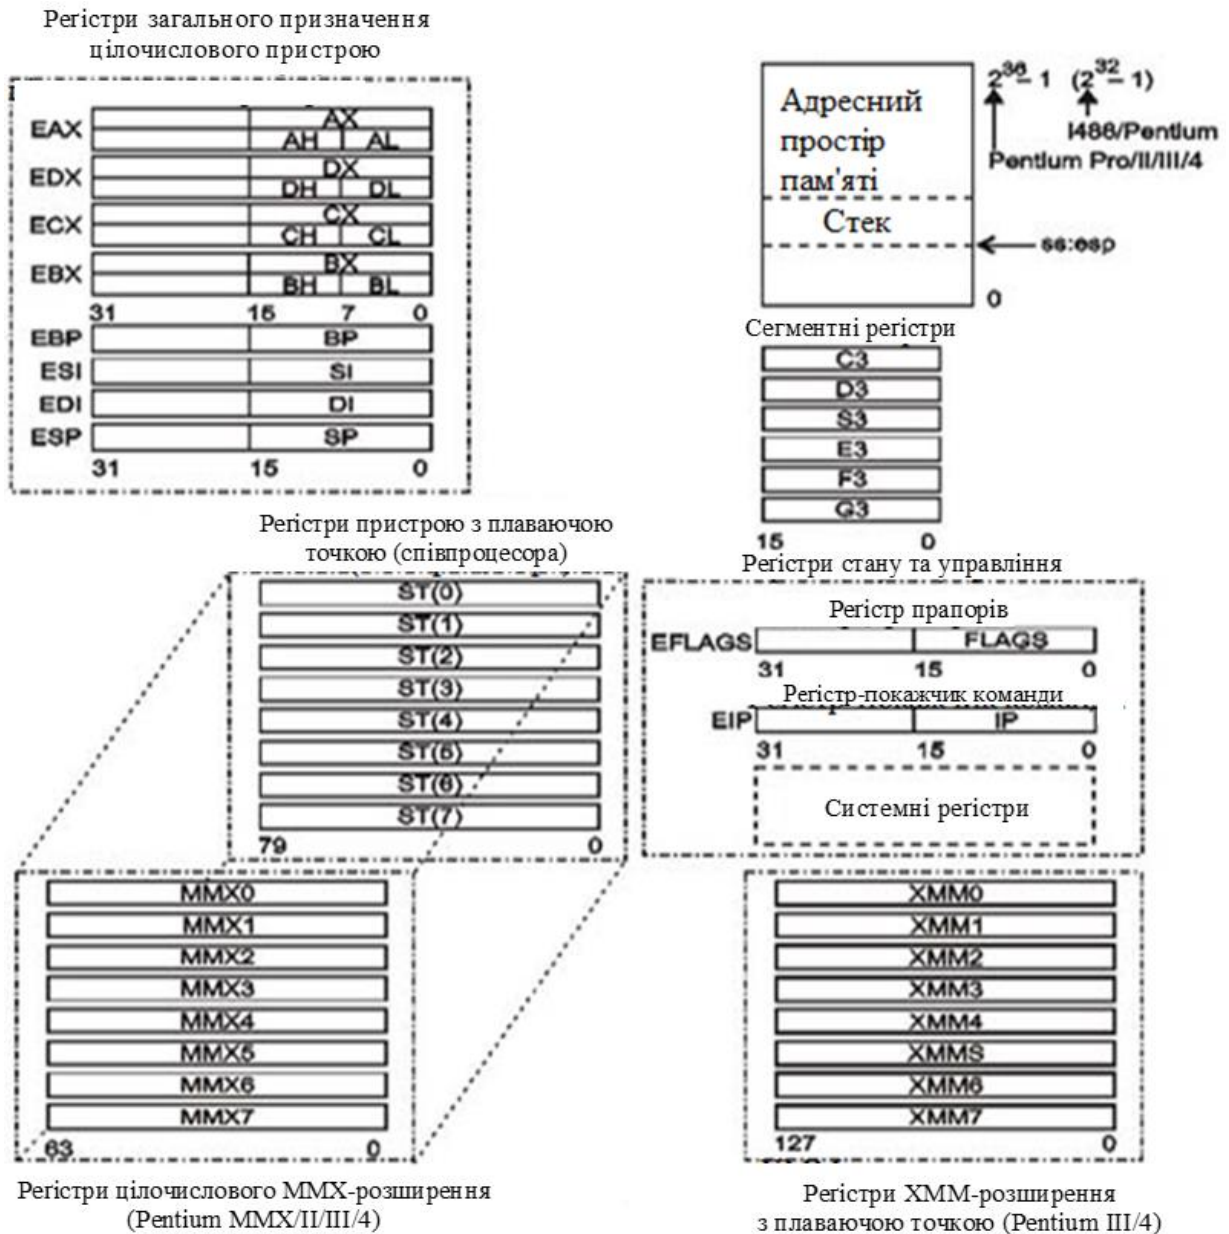 Регістри загального призначення
цілочислового пристрою
EAX
AX
AH AL
EDX
DX
DH DL
ECX
CX
CH CL
EBX
BX
BH BL
31 15 7 0
EBP BP
ESI SI
EDI DI
ESP SP
31 15 0
Адресний
простір
пам'яті
Стек
2^36 - 1 (2^32 - 1)
I486/Pentium
Pentium Pro/II/III/4
ss:esp
0
Сегментні регістри
C3
D3
S3
E3
F3
G3
15 0
Регістри пристрою з плаваючою
точкою (співпроцесора)
ST(0)
ST(1)
ST(2)
ST(3)
ST(4)
ST(5)
ST(6)
ST(7)
79 0
Регістри стану та управління
Регістр прапорів
EFLAGS FLAGS
31 15 0
Регістр-покажчик команди
EIP IP
31 15 0
Системні регістри
MMX0
MMX1
MMX2
MMX3
MMX4
MMX5
MMX6
MMX7
63 0
Регістри цілочислового MMX-розширення
(Pentium MMX/II/III/4)
XMM0
XMM1
XMM2
XMM3
XMM4
XMMS
XMM6
XMM7
127 0
Регістри XMM-розширення
з плаваючою точкою (Pentium III/4)